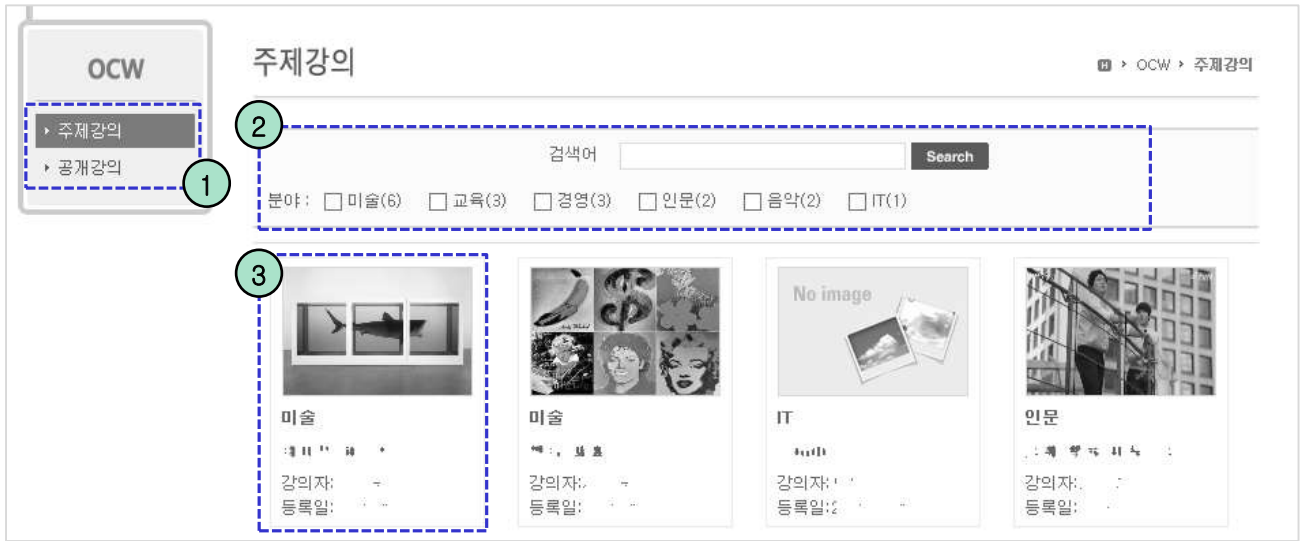 OCW
주제강의
H > OCW > 주제강의
주제강의
공개강의
1
2
검색어 Search
분야 : 미술(6) 교육(3) 경영(3) 인문(2) 음악(2) IT(1)
3
No image
미술 미술 IT 인문
강의자: 강의자: 강의자: 강의자:
등록일: 등록일: 등록일: 등록일: